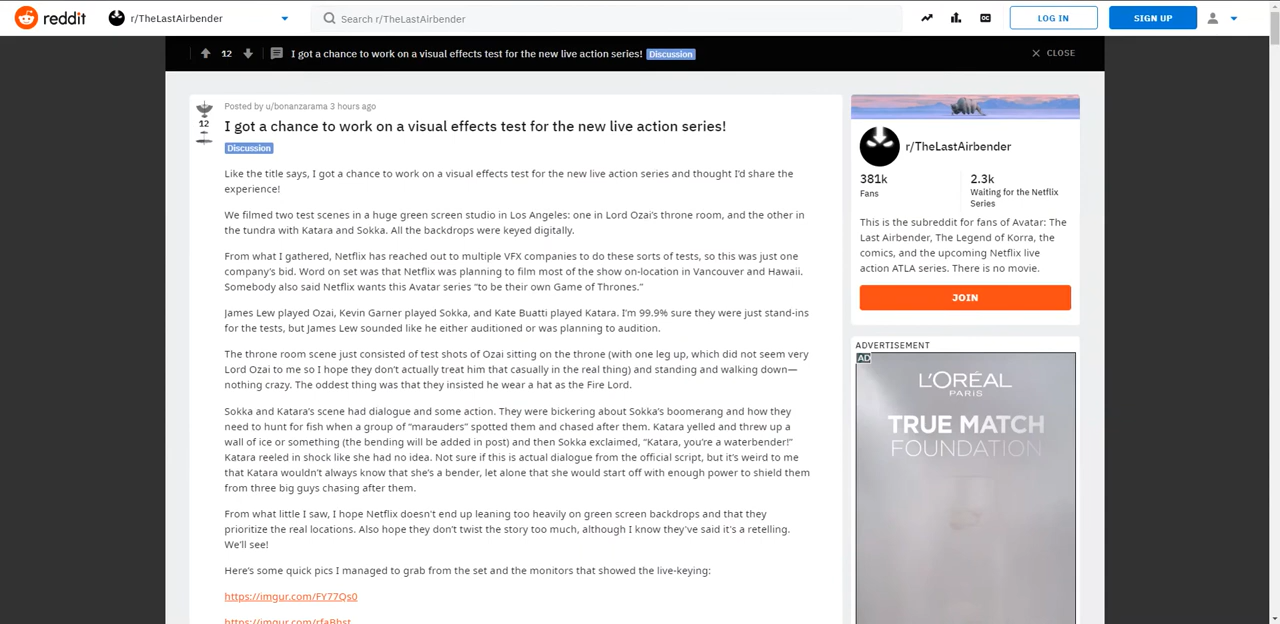 reddit
r/TheLastAirbender
Search r/TheLastAirbender
LOG IN
SIGN UP
12
I got a chance to work on a visual effects test for the new live action series!
Discussion
CLOSE
Posted by u/bonanzarama 3 hours ago
12
I got a chance to work on a visual effects test for the new live action series!
Discussion
Like the title says, I got a chance to work on a visual effects test for the new live action series and thought I'd share the
experience!
We filmed two test scenes in a huge green screen studio in Los Angeles: one in Lord Ozai's throne room, and the other in
the tundra with Katara and Sokka. All the backdrops were keyed digitally.
From what I gathered, Netflix has reached out to multiple VFX companies to do these sorts of tests, so this was just one
company's bid. Word on set was that Netflix was planning to film most of the show on-location in Vancouver and Hawaii.
Somebody also said Netflix wants this Avatar series "to be their own Game of Thrones."
James Lew played Ozai, Kevin Garner played Sokka, and Kate Buatti played Katara. I'm 99.9% sure they were just stand-ins
for the tests, but James Lew sounded like he either auditioned or was planning to audition.
The throne room scene just consisted of test shots of Ozai sitting on the throne (with one leg up, which did not seem very
Lord Ozai to me so I hope they don't actually treat him that casually in the real thing) and standing and walking down—
nothing crazy. The oddest thing was that they insisted he wear a hat as the Fire Lord.
Sokka and Katara's scene had dialogue and some action. They were bickering about Sokka's boomerang and how they
need to hunt for fish when a group of "marauders" spotted them and chased after them. Katara yelled and threw up a
wall of ice or something (the bending will be added in post) and then Sokka exclaimed, "Katara, you're a waterbender!"
Katara reeled in shock like she had no idea. Not sure if this is actual dialogue from the official script, but it's weird to me
that Katara wouldn't always know that she's a bender, let alone that she would start off with enough power to shield them
from three big guys chasing after them.
From what little I saw, I hope Netflix doesn't end up leaning too heavily on green screen backdrops and that they
prioritize the real locations. Also hope they don't twist the story too much, although I know they've said it's a retelling.
We'll see!
Here's some quick pics I managed to grab from the set and the monitors that showed the live-keying:
https://imgur.com/FY77Qs0
https://imgur.com/rfaBhst
r/TheLastAirbender
381k
Fans
2.3k
Waiting for the Netflix
Series
This is the subreddit for fans of Avatar: The
Last Airbender, The Legend of Korra, the
comics, and the upcoming Netflix live
action ATLA series. There is no movie.
JOIN
ADVERTISEMENT
AD
L'ORÉAL
PARIS
TRUE MATCH
FOUNDATION